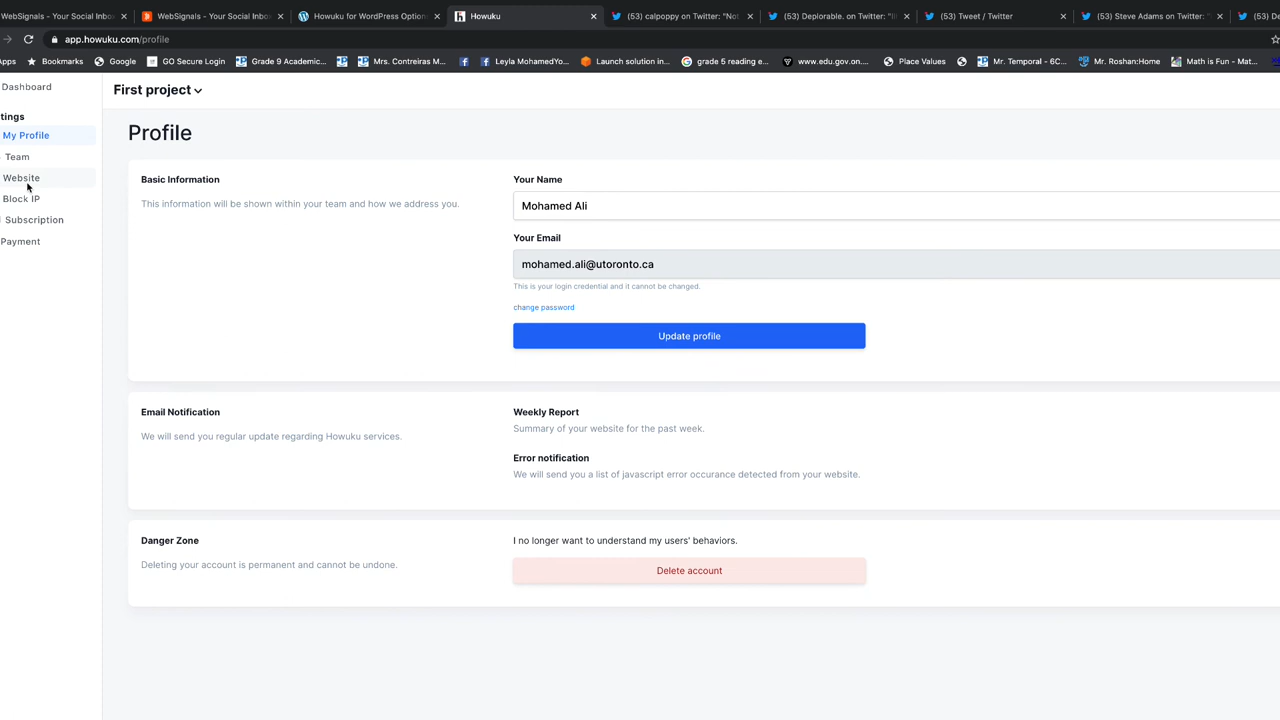 WebSignals - Your Social Inbox
WebSignals - Your Social Inbox
Howuku for WordPress Option
Howuku
(53) calpoppy on Twitter: "Not
(53) Deplorable. on Twitter: "Ill
(53) Tweet / Twitter
(53) Steve Adams on Twitter: "
(53) De
app.howuku.com/profile
Apps
Bookmarks
Google
GO Secure Login
Grade 9 Academic...
Mrs. Contreiras M...
Leyla MohamedYo...
Launch solution in...
grade 5 reading e...
www.edu.gov.on....
Place Values
Mr. Temporal - 6C...
Mr. Roshan:Home
Math is Fun - Mat...
Dashboard
First project
tings
My Profile
Team
Website
Block IP
Subscription
Payment
Profile
Basic Information
This information will be shown within your team and how we address you.
Your Name
Mohamed Ali
Your Email
mohamed.ali@utoronto.ca
This is your login credential and it cannot be changed.
change password
Update profile
Email Notification
We will send you regular update regarding Howuku services.
Weekly Report
Summary of your website for the past week.
Error notification
We will send you a list of javascript error occurance detected from your website.
Danger Zone
Deleting your account is permanent and cannot be undone.
I no longer want to understand my users' behaviors.
Delete account